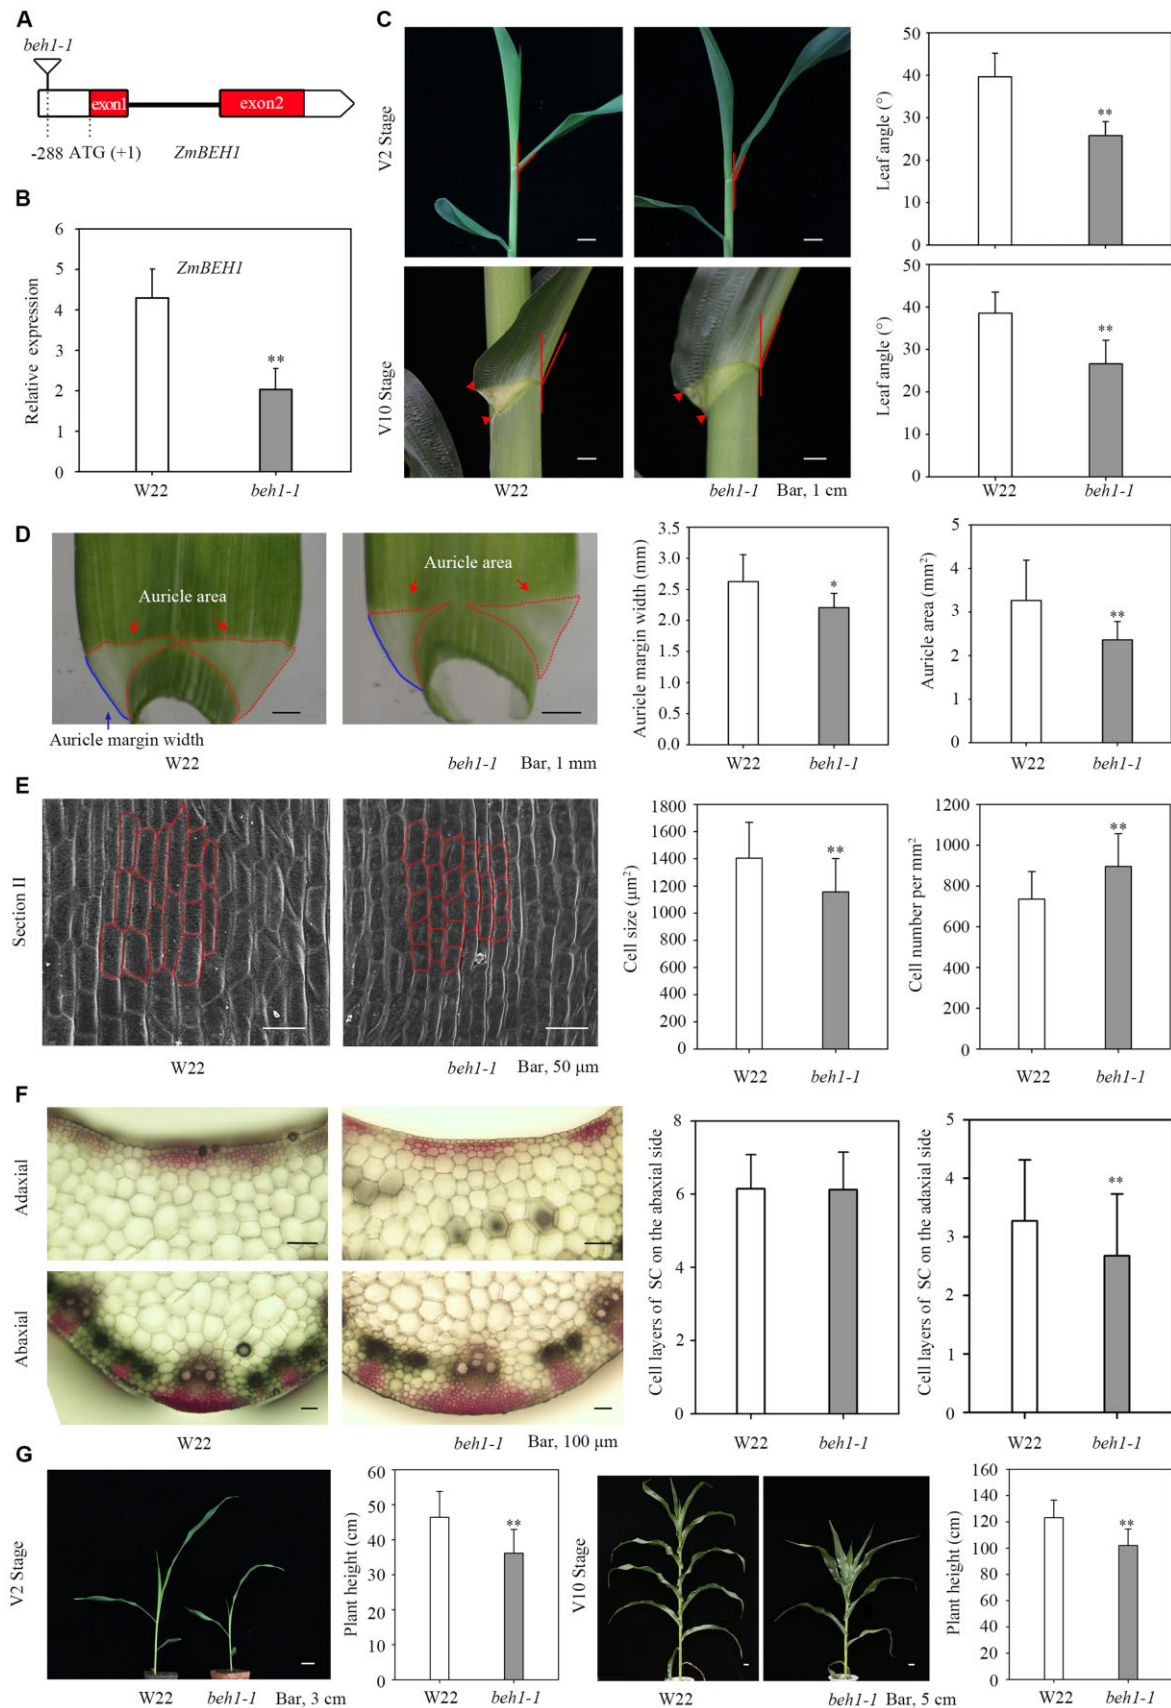 A
beh1-1
exon1
exon2
-288 ATG (+1)
ZmBEH1
B
Relative expression
6
5
4
3
2
1
0
ZmBEH1
**
W22
beh1-1
C
V2 Stage
V10 Stage
W22
beh1-1
Bar, 1 cm
Leaf angle (°)
50
40
30
20
10
0
**
Leaf angle (°)
50
40
30
20
10
0
**
W22
beh1-1
D
Auricle area
Auricle margin width
W22
Auricle area
beh1-1
Bar, 1 mm
Auricle margin width (mm)
3.5
3.0
2.5
2.0
1.5
1.0
0.5
0
*
W22
beh1-1
Auricle area (mm²)
5
4
3
2
1
0
**
W22
beh1-1
E
Section II
W22
beh1-1
Bar, 50 μm
Cell size (μm²)
1800
1600
1400
1200
1000
800
600
400
200
0
**
W22
beh1-1
Cell number per mm²
1200
1000
800
600
400
200
0
**
W22
beh1-1
F
Adaxial
Abaxial
W22
beh1-1
Bar, 100 μm
Cell layers of SC on the abaxial side
8
6
4
2
0
W22
beh1-1
Cell layers of SC on the adaxial side
5
4
3
2
1
0
**
W22
beh1-1
G
V2 Stage
W22
beh1-1
Bar, 3 cm
Plant height (cm)
60
50
40
30
20
10
0
**
W22
beh1-1
V10 Stage
W22
beh1-1
Bar, 5 cm
Plant height (cm)
160
140
120
100
80
60
40
20
0
**
W22
beh1-1